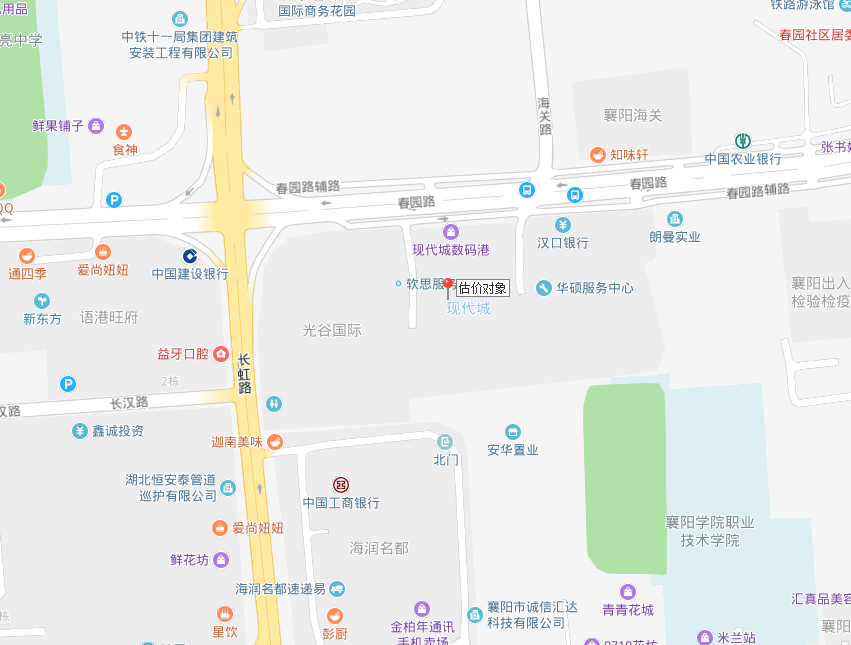 用品
国际商务花园
铁路游泳馆
中铁十一局集团建筑
安装工程有限公司
亮中学
春园社区居委
海关路
襄阳海关
鲜果铺子
食神
知味轩
中国农业银行
张书
春园路辅路
春园路
春园路
春园路辅路
QQ
现代城数码港
汉口银行
朗曼实业
通四季
爱尚妞妞
中国建设银行
软思服务
估价对象
华硕服务中心
现代城
襄阳出入
检验检疫
新东方
语港旺府
光谷国际
益牙口腔
长虹路
2栋
汉路
长汉路
鑫诚投资
迦南美味
北门
安华置业
湖北恒安泰管道
巡护有限公司
中国工商银行
爱尚妞妞
襄阳学院职业
技术学院
鲜花坊
海润名都
海润名都速递易
青青花城
汇真品美容
栋
星饮
彭厨
金柏年通讯
手机卖场
襄阳市诚信汇达
科技有限公司
襄阳
0710花坊
米兰站